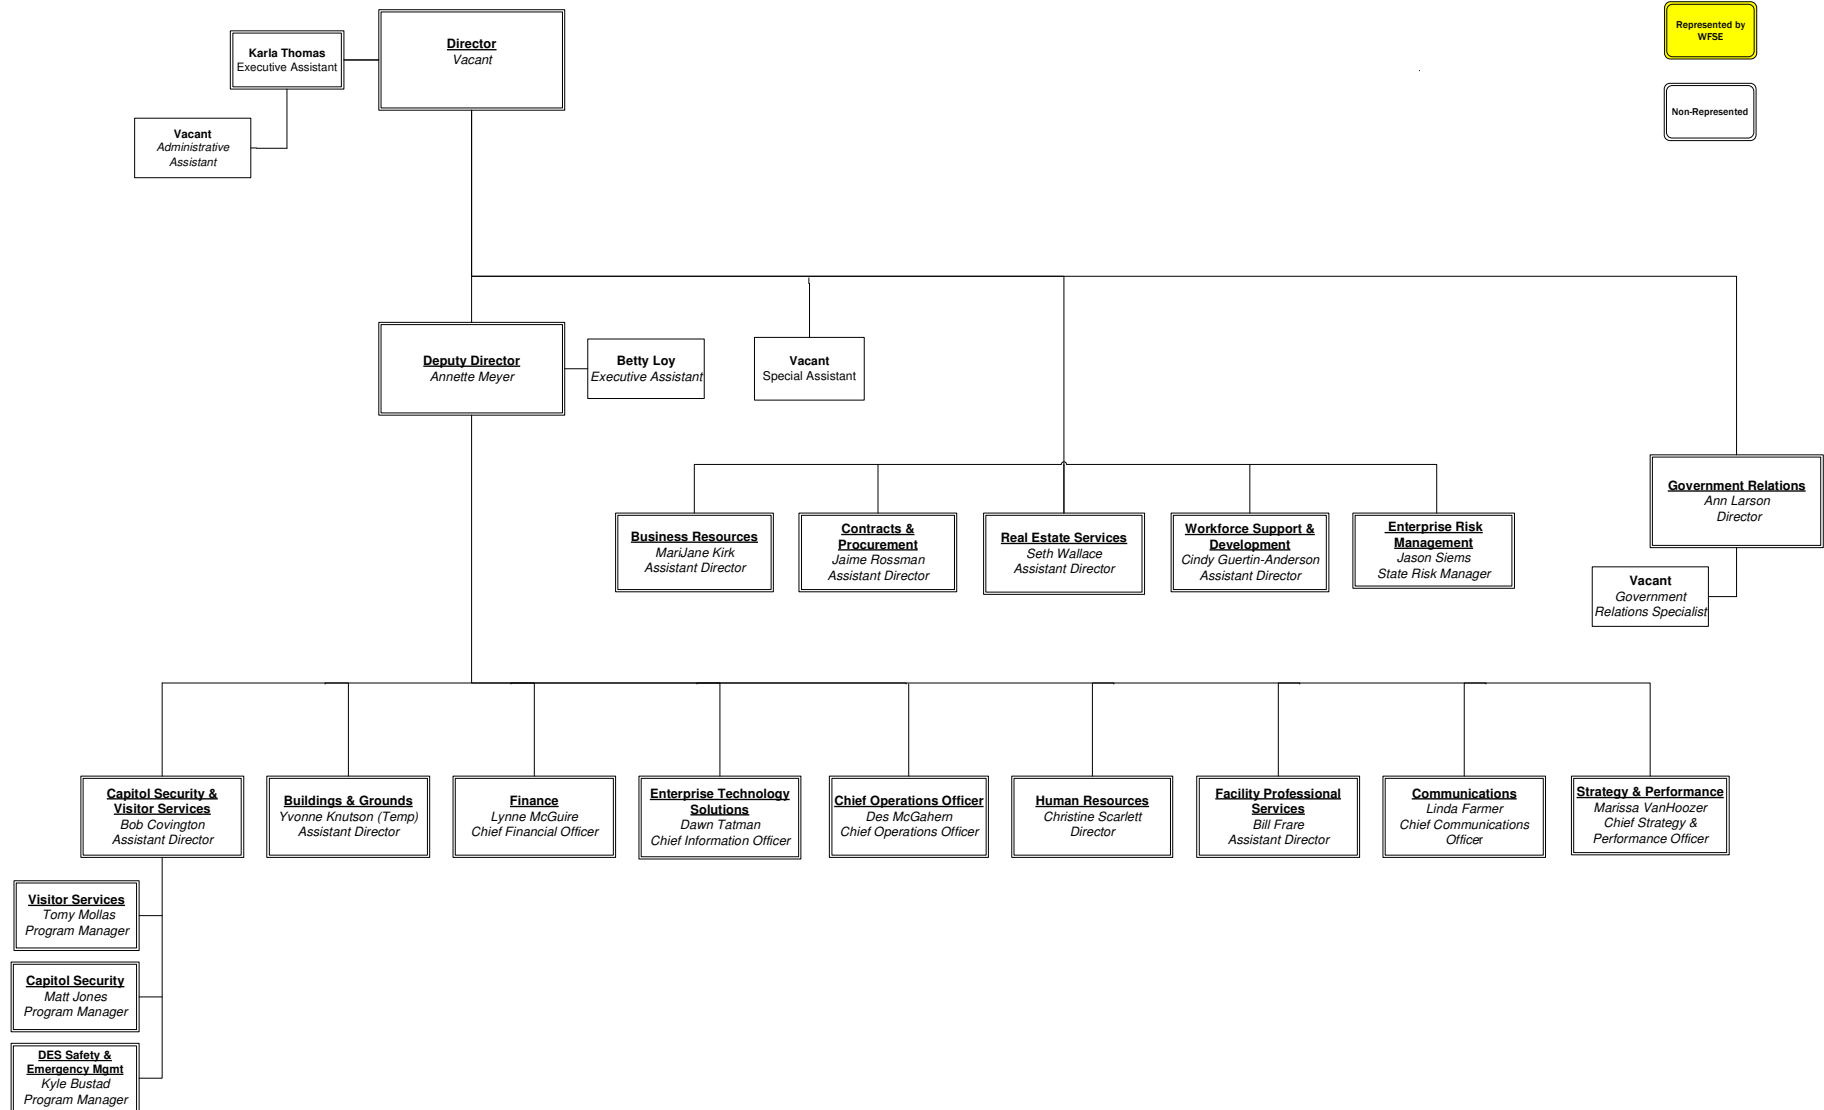 Represented by
WFSE
Non-Represented
Karla Thomas
Executive Assistant
Director
Vacant
Vacant
Administrative
Assistant
Deputy Director
Annette Meyer
Betty Loy
Executive Assistant
Vacant
Special Assistant
Government Relations
Ann Larson
Director
Vacant
Government
Relations Specialist
Business Resources
MariJane Kirk
Assistant Director
Contracts &
Procurement
Jaime Rossman
Assistant Director
Real Estate Services
Seth Wallace
Assistant Director
Workforce Support &
Development
Cindy Guertin-Anderson
Assistant Director
Enterprise Risk
Management
Jason Siems
State Risk Manager
Capitol Security &
Visitor Services
Bob Covington
Assistant Director
Buildings & Grounds
Yvonne Knutson (Temp)
Assistant Director
Finance
Lynne McGuire
Chief Financial Officer
Enterprise Technology
Solutions
Dawn Tatman
Chief Information Officer
Chief Operations Officer
Des McGahern
Chief Operations Officer
Human Resources
Christine Scarlett
Director
Facility Professional
Services
Bill Frare
Assistant Director
Communications
Linda Farmer
Chief Communications
Officer
Strategy & Performance
Marissa VanHoozer
Chief Strategy &
Performance Officer
Visitor Services
Tomy Mollas
Program Manager
Capitol Security
Matt Jones
Program Manager
DES Safety &
Emergency Mgmt
Kyle Bustad
Program Manager